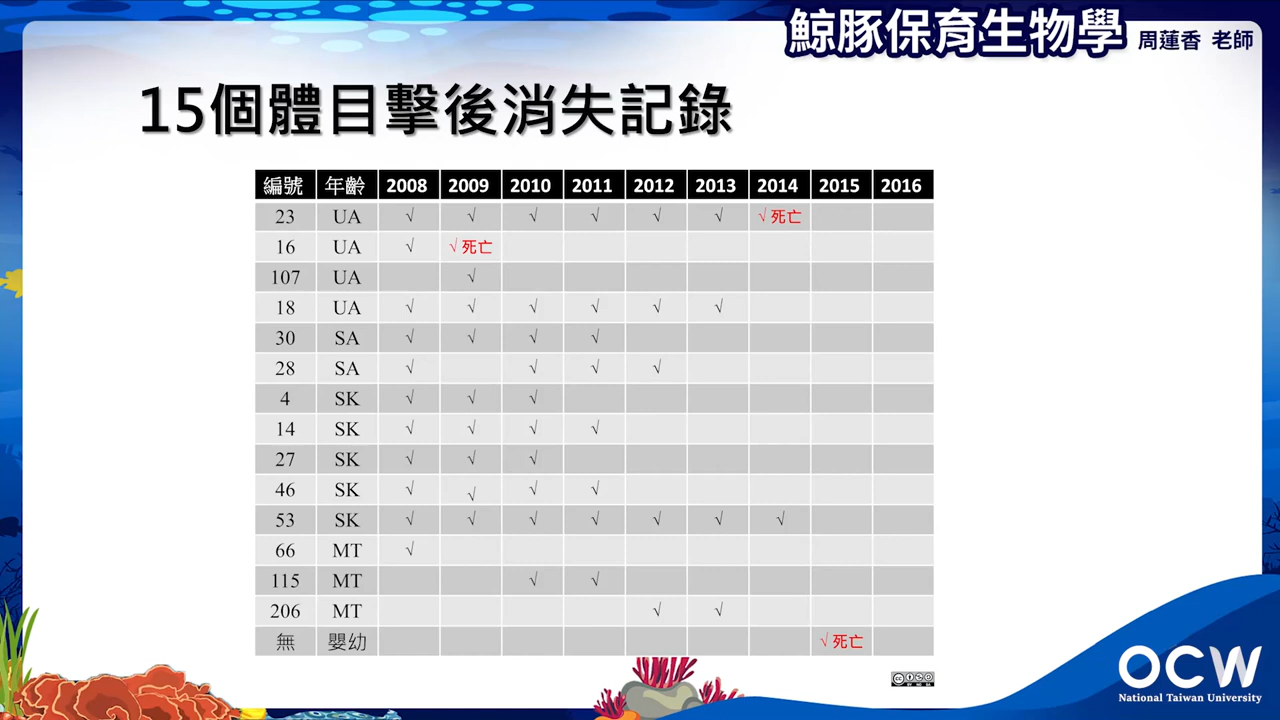 鯨豚保育生物學 周蓮香 老師
15個體目擊後消失記錄
編號 年齡 2008 2009 2010 2011 2012 2013 2014 2015 2016
23 UA √ √ √ √ √ √ √ 死亡
16 UA √ √ 死亡
107 UA √
18 UA √ √ √ √ √ √
30 SA √ √ √ √
28 SA √ √ √ √
4 SK √ √ √
14 SK √ √ √ √
27 SK √ √ √
46 SK √ √ √ √
53 SK √ √ √ √ √ √ √
66 MT √
115 MT √ √
206 MT √ √
無 嬰幼 √ 死亡
OCW
National Taiwan University